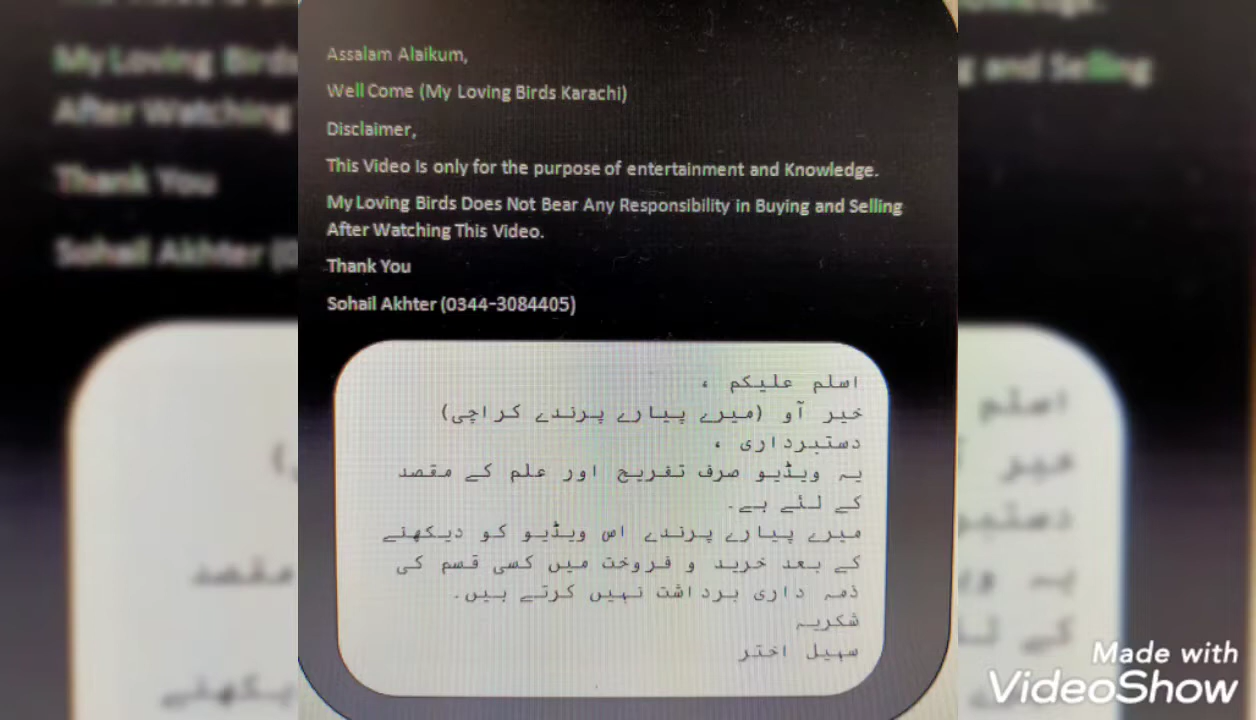 Assalam Alaikum,
Well Come (My Loving Birds Karachi)
Disclaimer,
This Video Is only for the purpose of entertainment and Knowledge.
My Loving Birds Does Not Bear Any Responsibility in Buying and Selling
After Watching This Video.
Thank You
Sohail Akhter (0344-3084405)
اسلم علیکم ،
خیر آو (میرے پیارے پرندے کراچی)
دستبرداری ،
یہ ویڈیو صرف تفریح اور علم کے مقصد
کے لئے ہے۔
میرے پیارے پرندے اس ویڈیو کو دیکھنے
کے بعد خرید و فروخت میں کسی قسم کی
ذمہ داری برداشت نہیں کرتے ہیں۔
شکریہ
سہیل اختر
Made with
VideoShow